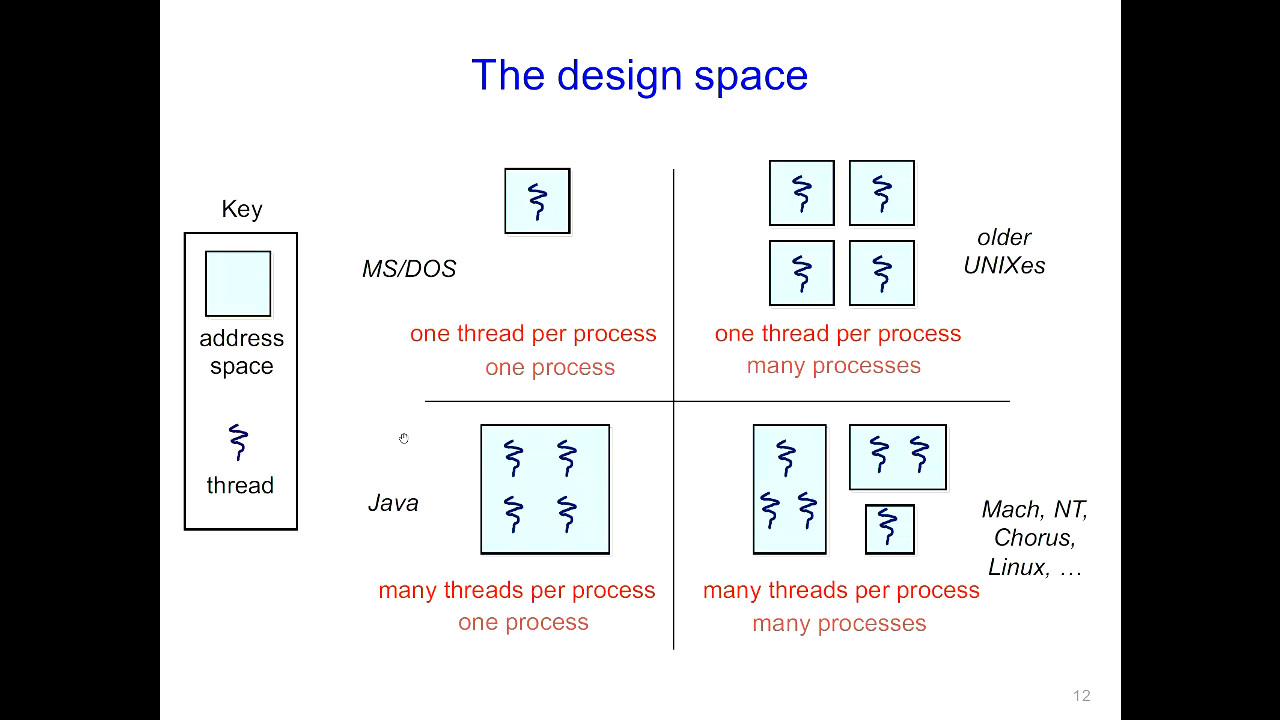 The design space
Key
address
space
thread
MS/DOS
one thread per process
one process
older
UNIXes
one thread per process
many processes
Java
many threads per process
one process
Mach, NT,
Chorus,
Linux, …
many threads per process
many processes
12